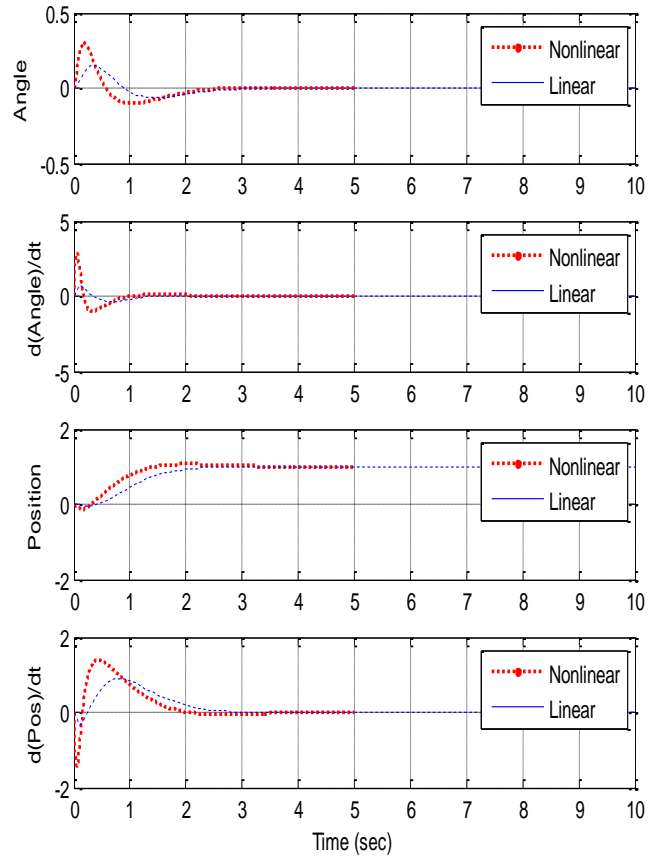 Angle
0.5
0
-0.5
Nonlinear
Linear
0 1 2 3 4 5 6 7 8 9 10
d(Angle)/dt
5
0
-5
Nonlinear
Linear
0 1 2 3 4 5 6 7 8 9 10
Position
2
0
-2
Nonlinear
Linear
0 1 2 3 4 5 6 7 8 9 10
d(Pos)/dt
2
0
-2
Nonlinear
Linear
0 1 2 3 4 5 6 7 8 9 10
Time (sec)